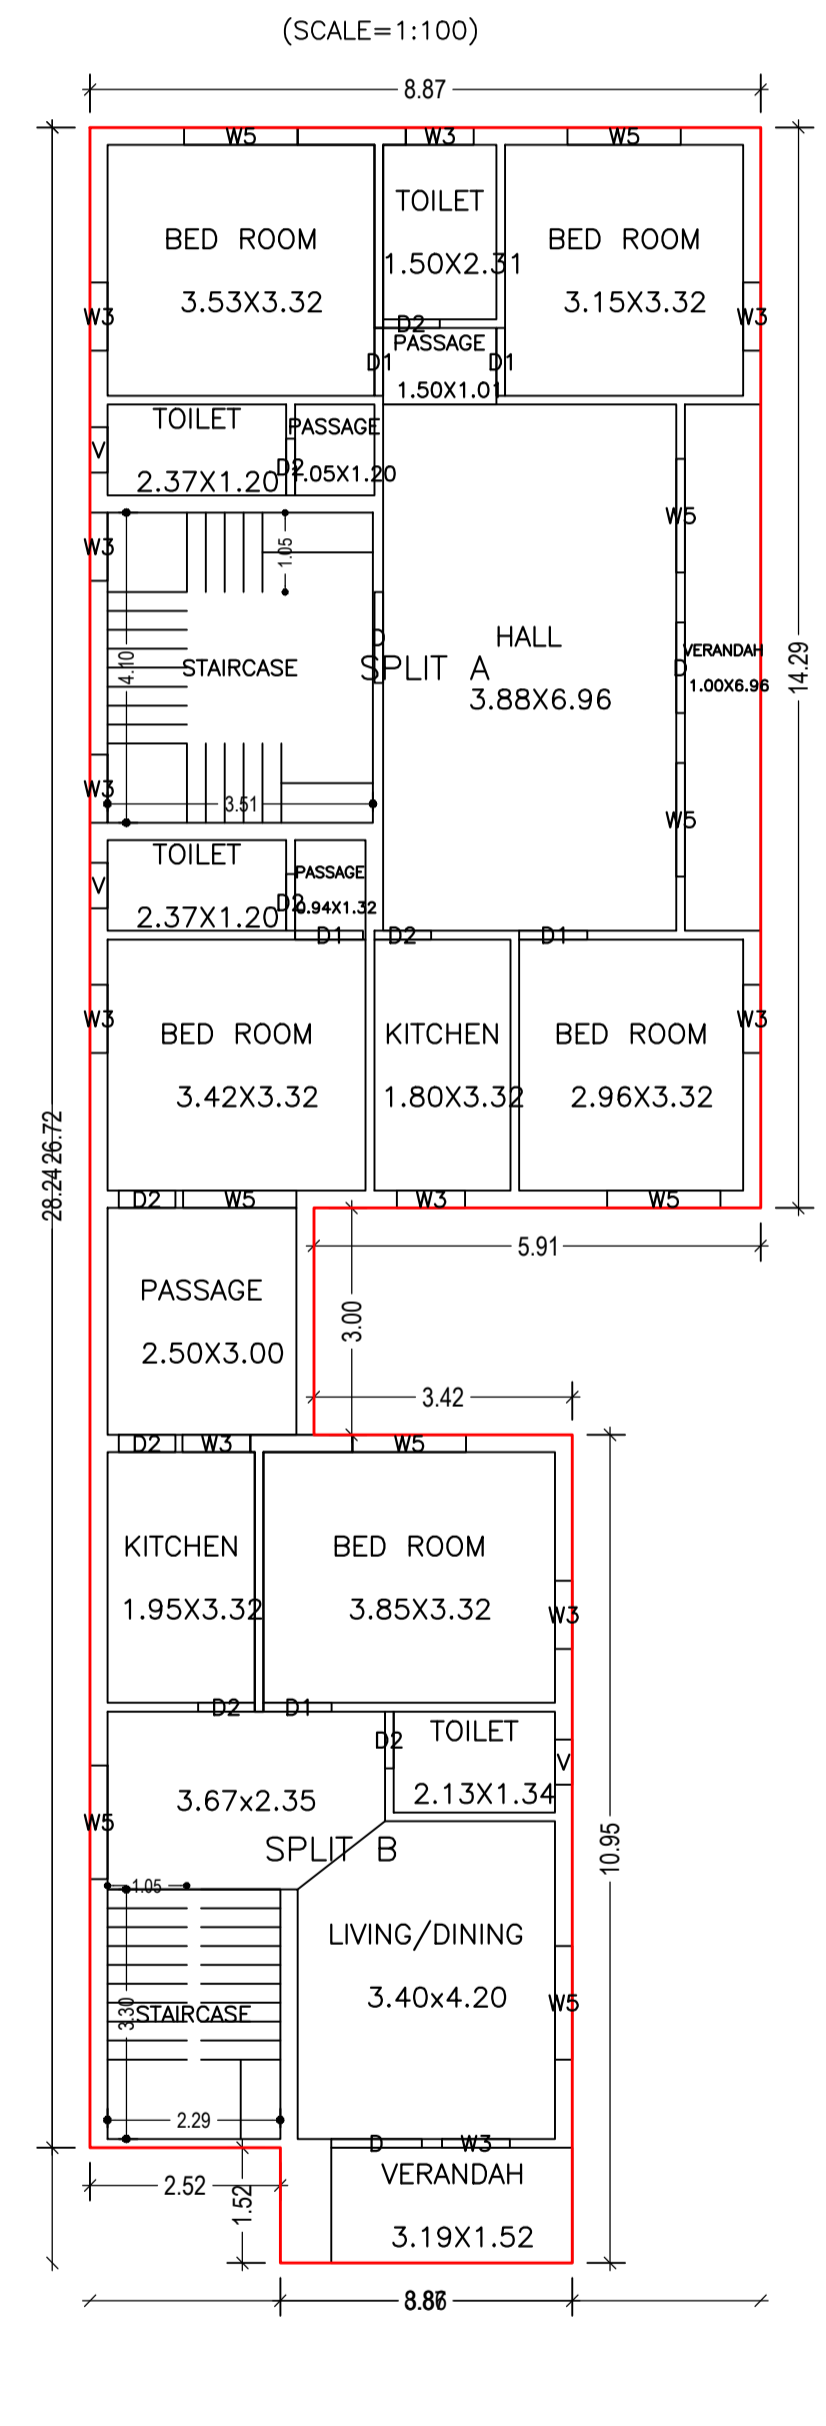 (SCALE=1:100)
8.87
W5
W3
W5
TOILET
1.50X2.31
BED ROOM
3.53X3.32
BED ROOM
3.15X3.32
W3
W3
D2
PASSAGE
1.50X1.01
D1
D1
TOILET
2.37X1.20
PASSAGE
1.05X1.20
V
D2
W3
1.05
W5
4.10
STAIRCASE
D
HALL
3.88X6.96
SPLIT A
D
VERANDAH
1.00X6.96
14.29
W3
3.51
W5
TOILET
2.37X1.20
PASSAGE
0.94X1.32
V
D2
D1
D2
D1
W3
W3
BED ROOM
3.42X3.32
KITCHEN
1.80X3.32
BED ROOM
2.96X3.32
28.24
26.72
D2
W5
W3
W5
5.91
PASSAGE
2.50X3.00
3.00
3.42
D2
W3
W5
KITCHEN
1.95X3.32
BED ROOM
3.85X3.32
W3
D2
D1
D2
TOILET
2.13X1.34
V
3.67x2.35
W5
SPLIT B
10.95
1.05
LIVING/DINING
3.40x4.20
W5
3.30
STAIRCASE
2.29
D
W3
VERANDAH
3.19X1.52
2.52
1.52